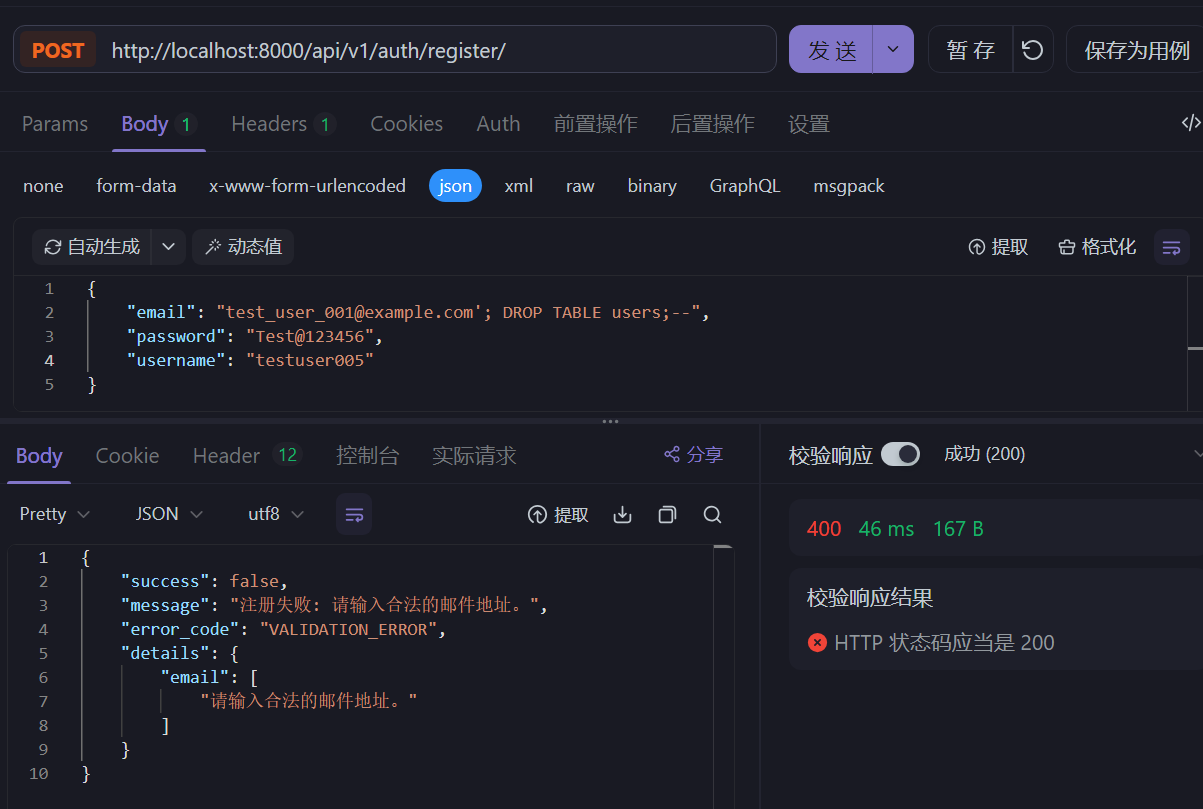 POST http://localhost:8000/api/v1/auth/register/ 发 送 暂 存 保存为用例
Params Body 1 Headers 1 Cookies Auth 前置操作 后置操作 设置
none form-data x-www-form-urlencoded json xml raw binary GraphQL msgpack
自动生成 动态值 提取 格式化
1 {
2 "email": "test_user_001@example.com'; DROP TABLE users;--",
3 "password": "Test@123456",
4 "username": "testuser005"
5 }
Body Cookie Header 12 控制台 实际请求 分享
Pretty JSON utf8 提取
1 {
2 "success": false,
3 "message": "注册失败: 请输入合法的邮件地址。",
4 "error_code": "VALIDATION_ERROR",
5 "details": {
6 "email": [
7 "请输入合法的邮件地址。"
8 ]
9 }
10 }
校验响应 成功 (200)
400 46 ms 167 B
校验响应结果
HTTP 状态码应当是 200